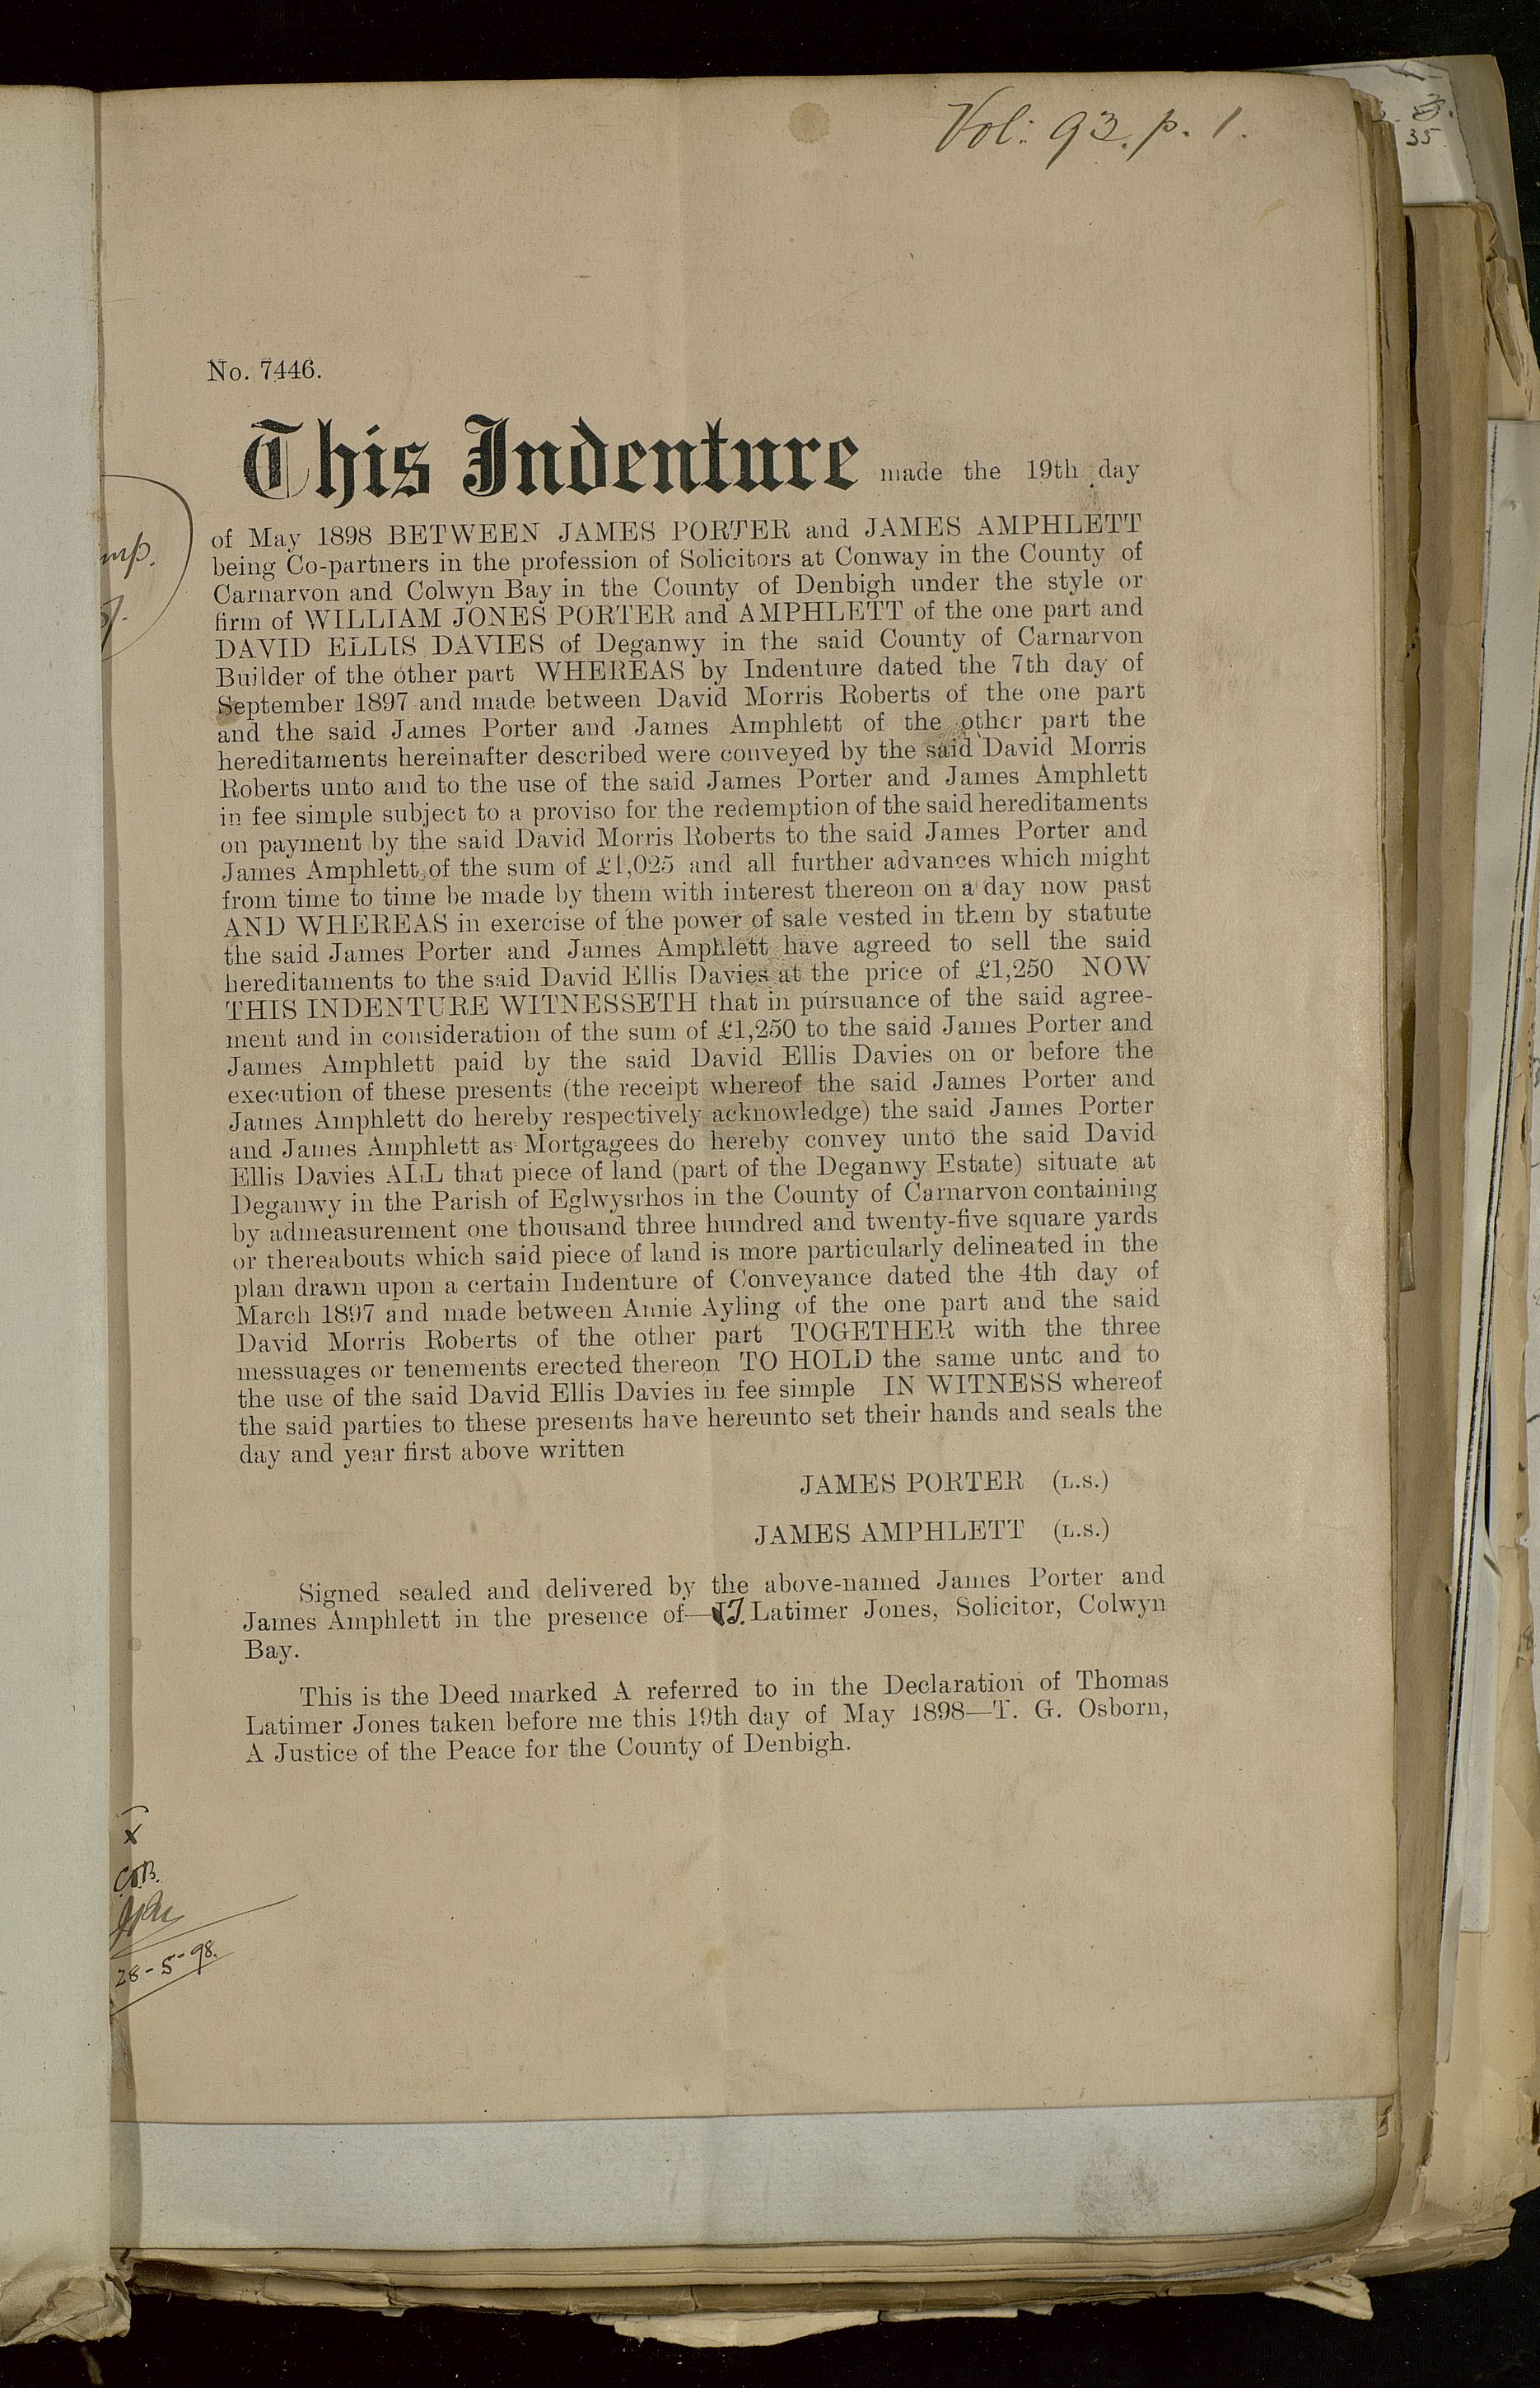 Vol: 93. p. 1.
35
No. 7446.
This Indenture made the 19th day
of May 1898 BETWEEN JAMES PORTER and JAMES AMPHLETT
being Co-partners in the profession of Solicitors at Conway in the County of
Carnarvon and Colwyn Bay in the County of Denbigh under the style or
firm of WILLIAM JONES PORTER and AMPHLETT of the one part and
DAVID ELLIS DAVIES of Deganwy in the said County of Carnarvon
Builder of the other part WHEREAS by Indenture dated the 7th day of
September 1897 and made between David Morris Roberts of the one part
and the said James Porter and James Amphlett of the other part the
hereditaments hereinafter described were conveyed by the said David Morris
Roberts unto and to the use of the said James Porter and James Amphlett
in fee simple subject to a proviso for the redemption of the said hereditaments
on payment by the said David Morris Roberts to the said James Porter and
James Amphlett of the sum of £1,025 and all further advances which might
from time to time be made by them with interest thereon on a day now past
AND WHEREAS in exercise of the power of sale vested in them by statute
the said James Porter and James Amphlett have agreed to sell the said
hereditaments to the said David Ellis Davies at the price of £1,250 NOW
THIS INDENTURE WITNESSETH that in pursuance of the said agree-
ment and in consideration of the sum of £1,250 to the said James Porter and
James Amphlett paid by the said David Ellis Davies on or before the
execution of these presents (the receipt whereof the said James Porter and
James Amphlett do hereby respectively acknowledge) the said James Porter
and James Amphlett as Mortgagees do hereby convey unto the said David
Ellis Davies ALL that piece of land (part of the Deganwy Estate) situate at
Deganwy in the Parish of Eglwysrhos in the County of Carnarvon containing
by admeasurement one thousand three hundred and twenty-five square yards
or thereabouts which said piece of land is more particularly delineated in the
plan drawn upon a certain Indenture of Conveyance dated the 4th day of
March 1897 and made between Annie Ayling of the one part and the said
David Morris Roberts of the other part TOGETHER with the three
messuages or tenements erected thereon TO HOLD the same unto and to
the use of the said David Ellis Davies in fee simple IN WITNESS whereof
the said parties to these presents have hereunto set their hands and seals the
day and year first above written
JAMES PORTER (L.S.)
JAMES AMPHLETT (L.S.)
Signed sealed and delivered by the above-named James Porter and
James Amphlett in the presence of—T. Latimer Jones, Solicitor, Colwyn
Bay.
This is the Deed marked A referred to in the Declaration of Thomas
Latimer Jones taken before me this 19th day of May 1898—T. G. Osborn,
A Justice of the Peace for the County of Denbigh.
x
28-5-98.